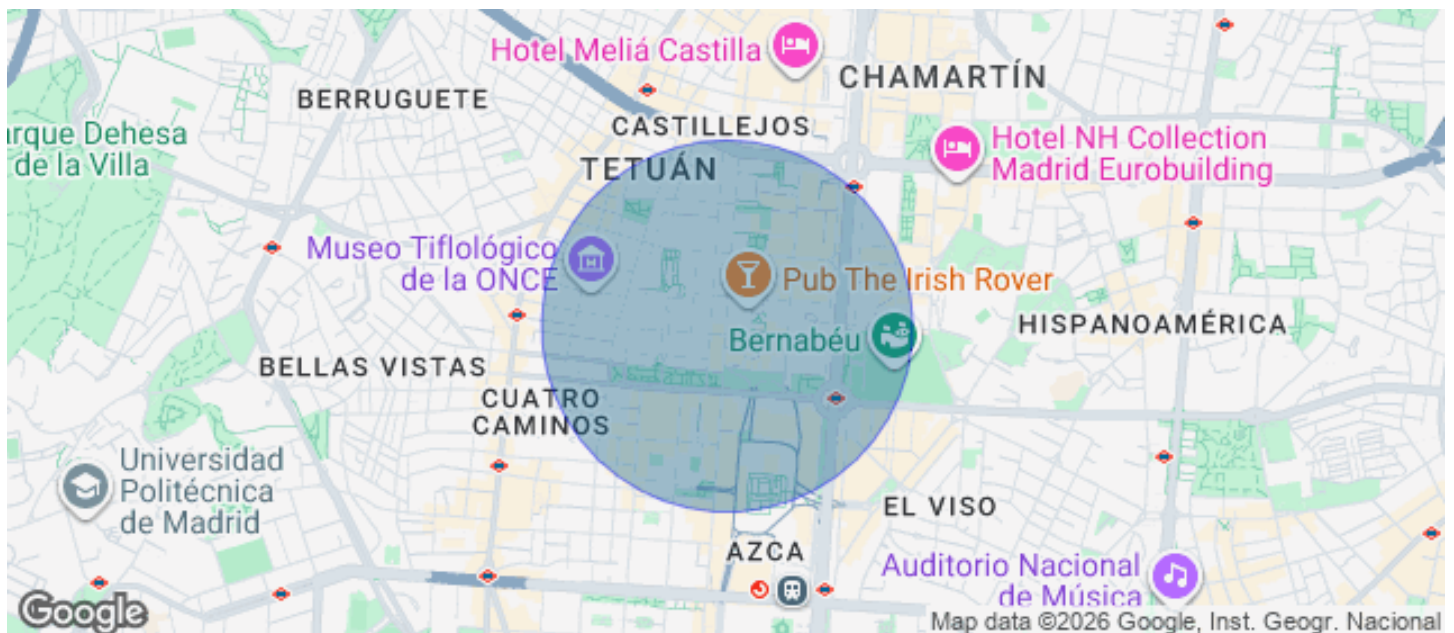 Hotel Meliá Castilla
CHAMARTÍN
BERRUGUETE
CASTILLEJOS
arque Dehesa
de la Villa
Hotel NH Collection
Madrid Eurobuilding
TETUÁN
Museo Tiflológico
de la ONCE
Pub The Irish Rover
Bernabéu
HISPANOAMÉRICA
BELLAS VISTAS
CUATRO
CAMINOS
Universidad
Politécnica
de Madrid
EL VISO
AZCA
Auditorio Nacional
de Música
Google
Map data ©2026 Google, Inst. Geogr. Nacional